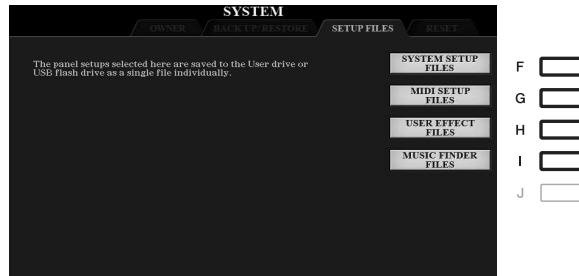 SYSTEM
OWNER BACK UP/RESTORE SETUP FILES RESET
The panel setups selected here are saved to the User drive or
USB flash drive as a single file individually.
SYSTEM SETUP
FILES
MIDI SETUP
FILES
USER EFFECT
FILES
MUSIC FINDER
FILES
F
G
H
I
J